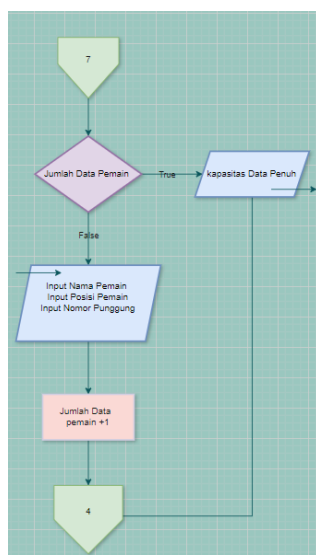 7
Jumlah Data Pemain
True
kapasitas Data Penuh
False
Input Nama Pemain
Input Posisi Pemain
Input Nomor Punggung
Jumlah Data
pemain +1
4